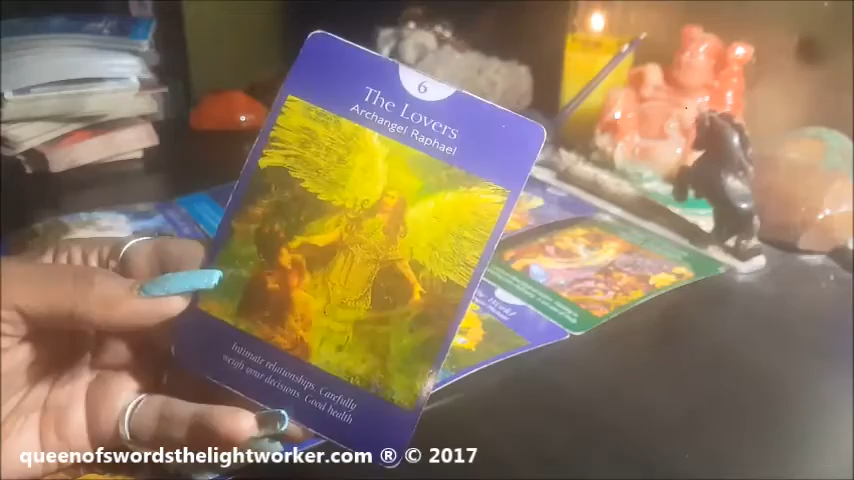 6
The Lovers
Archangel Raphael
Intimate relationships. Carefully
weigh your decisions. Good health
queenofswordsthelightworker.com ® © 2017